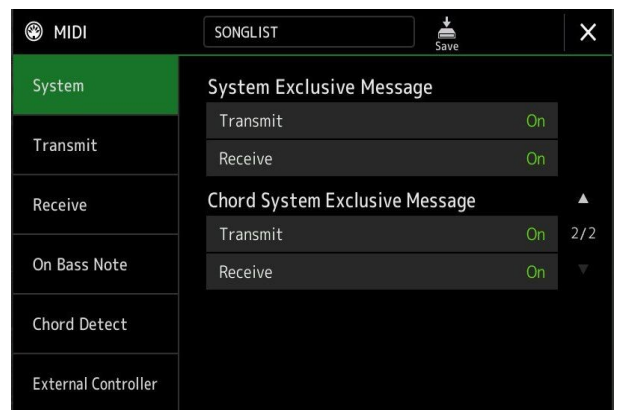 MIDI
SONGLIST
Save
System
Transmit
Receive
On Bass Note
Chord Detect
External Controller
System Exclusive Message
Transmit On
Receive On
Chord System Exclusive Message
Transmit On
Receive On
2/2